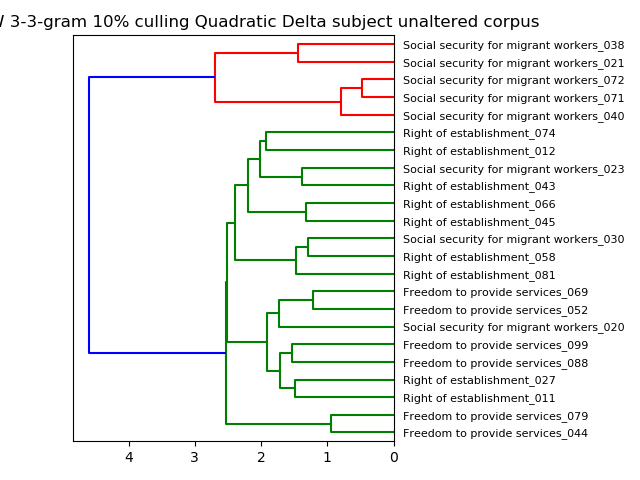 3-3-gram 10% culling Quadratic Delta subject unaltered corpus
Social security for migrant workers_038
Social security for migrant workers_021
Social security for migrant workers_072
Social security for migrant workers_071
Social security for migrant workers_040
Right of establishment_074
Right of establishment_012
Social security for migrant workers_023
Right of establishment_043
Right of establishment_066
Right of establishment_045
Social security for migrant workers_030
Right of establishment_058
Right of establishment_081
Freedom to provide services_069
Freedom to provide services_052
Social security for migrant workers_020
Freedom to provide services_099
Freedom to provide services_088
Right of establishment_027
Right of establishment_011
Freedom to provide services_079
Freedom to provide services_044
4 3 2 1 0